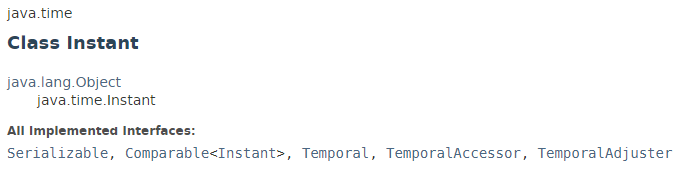 java.time
Class Instant
java.lang.Object
java.time.Instant
All Implemented Interfaces:
Serializable, Comparable<Instant>, Temporal, TemporalAccessor, TemporalAdjuster